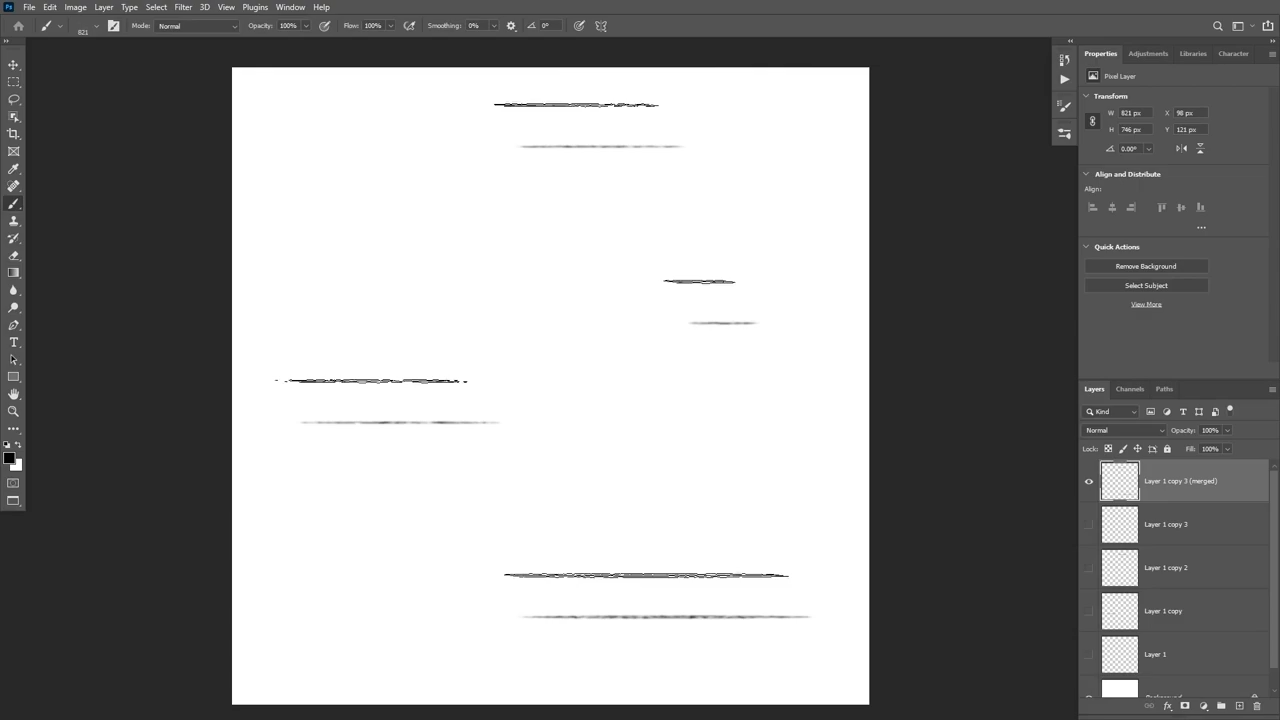 Ps File Edit Image Layer Type Select Filter 3D View Plugins Window Help
821 Mode: Normal Opacity: 100% Flow: 100% Smoothing: 0% 0°
Properties Adjustments Libraries Character
Pixel Layer
Transform
W 821 px X 98 px
H 746 px Y 121 px
0.00°
Align and Distribute
Align:
Quick Actions
Remove Background
Select Subject
View More
Layers Channels Paths
Kind
Normal Opacity: 100%
Lock: Fill: 100%
Layer 1 copy 3 (merged)
Layer 1 copy 3
Layer 1 copy 2
Layer 1 copy
Layer 1